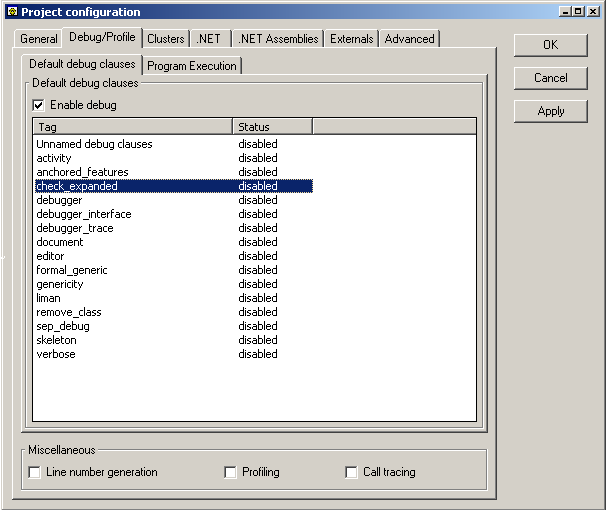 Project configuration
General Debug/Profile Clusters .NET .NET Assemblies Externals Advanced
OK
Cancel
Apply
Default debug clauses Program Execution
Default debug clauses
Enable debug
Tag Status
Unnamed debug clauses disabled
activity disabled
anchored_features disabled
check_expanded disabled
debugger disabled
debugger_interface disabled
debugger_trace disabled
document disabled
editor disabled
formal_generic disabled
genericity disabled
liman disabled
remove_class disabled
sep_debug disabled
skeleton disabled
verbose disabled
Miscellaneous
Line number generation Profiling Call tracing